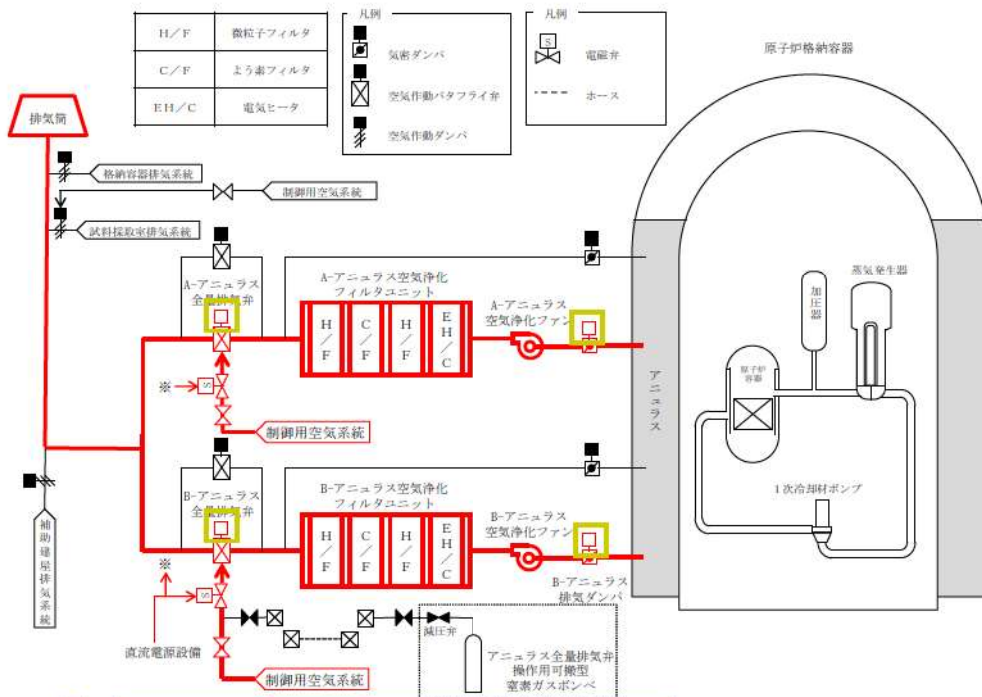 H/F 微粒子フィルタ
C/F よう素フィルタ
EH/C 電気ヒータ
凡例
気密ダンパ
空気作動バタフライ弁
空気作動ダンパ
凡例
S
電磁弁
ホース
原子炉格納容器
排気筒
格納容器排気系統
制御用空気系統
試料採取室排気系統
A-アニュラス
全量排気弁
A-アニュラス空気浄化
フィルタユニット
H/F
C/F
H/F
EH/C
A-アニュラス
空気浄化ファン
※
S
制御用空気系統
アニュラス
加圧器
蒸気発生器
原子炉
容器
1次冷却材ポンプ
B-アニュラス
全量排気弁
B-アニュラス空気浄化
フィルタユニット
H/F
C/F
H/F
EH/C
B-アニュラス
空気浄化ファン
B-アニュラス
排気ダンパ
補助建屋排気系統
※
S
直流電源設備
制御用空気系統
減圧弁
アニュラス全量排気弁
操作用可搬型
窒素ガスボンベ